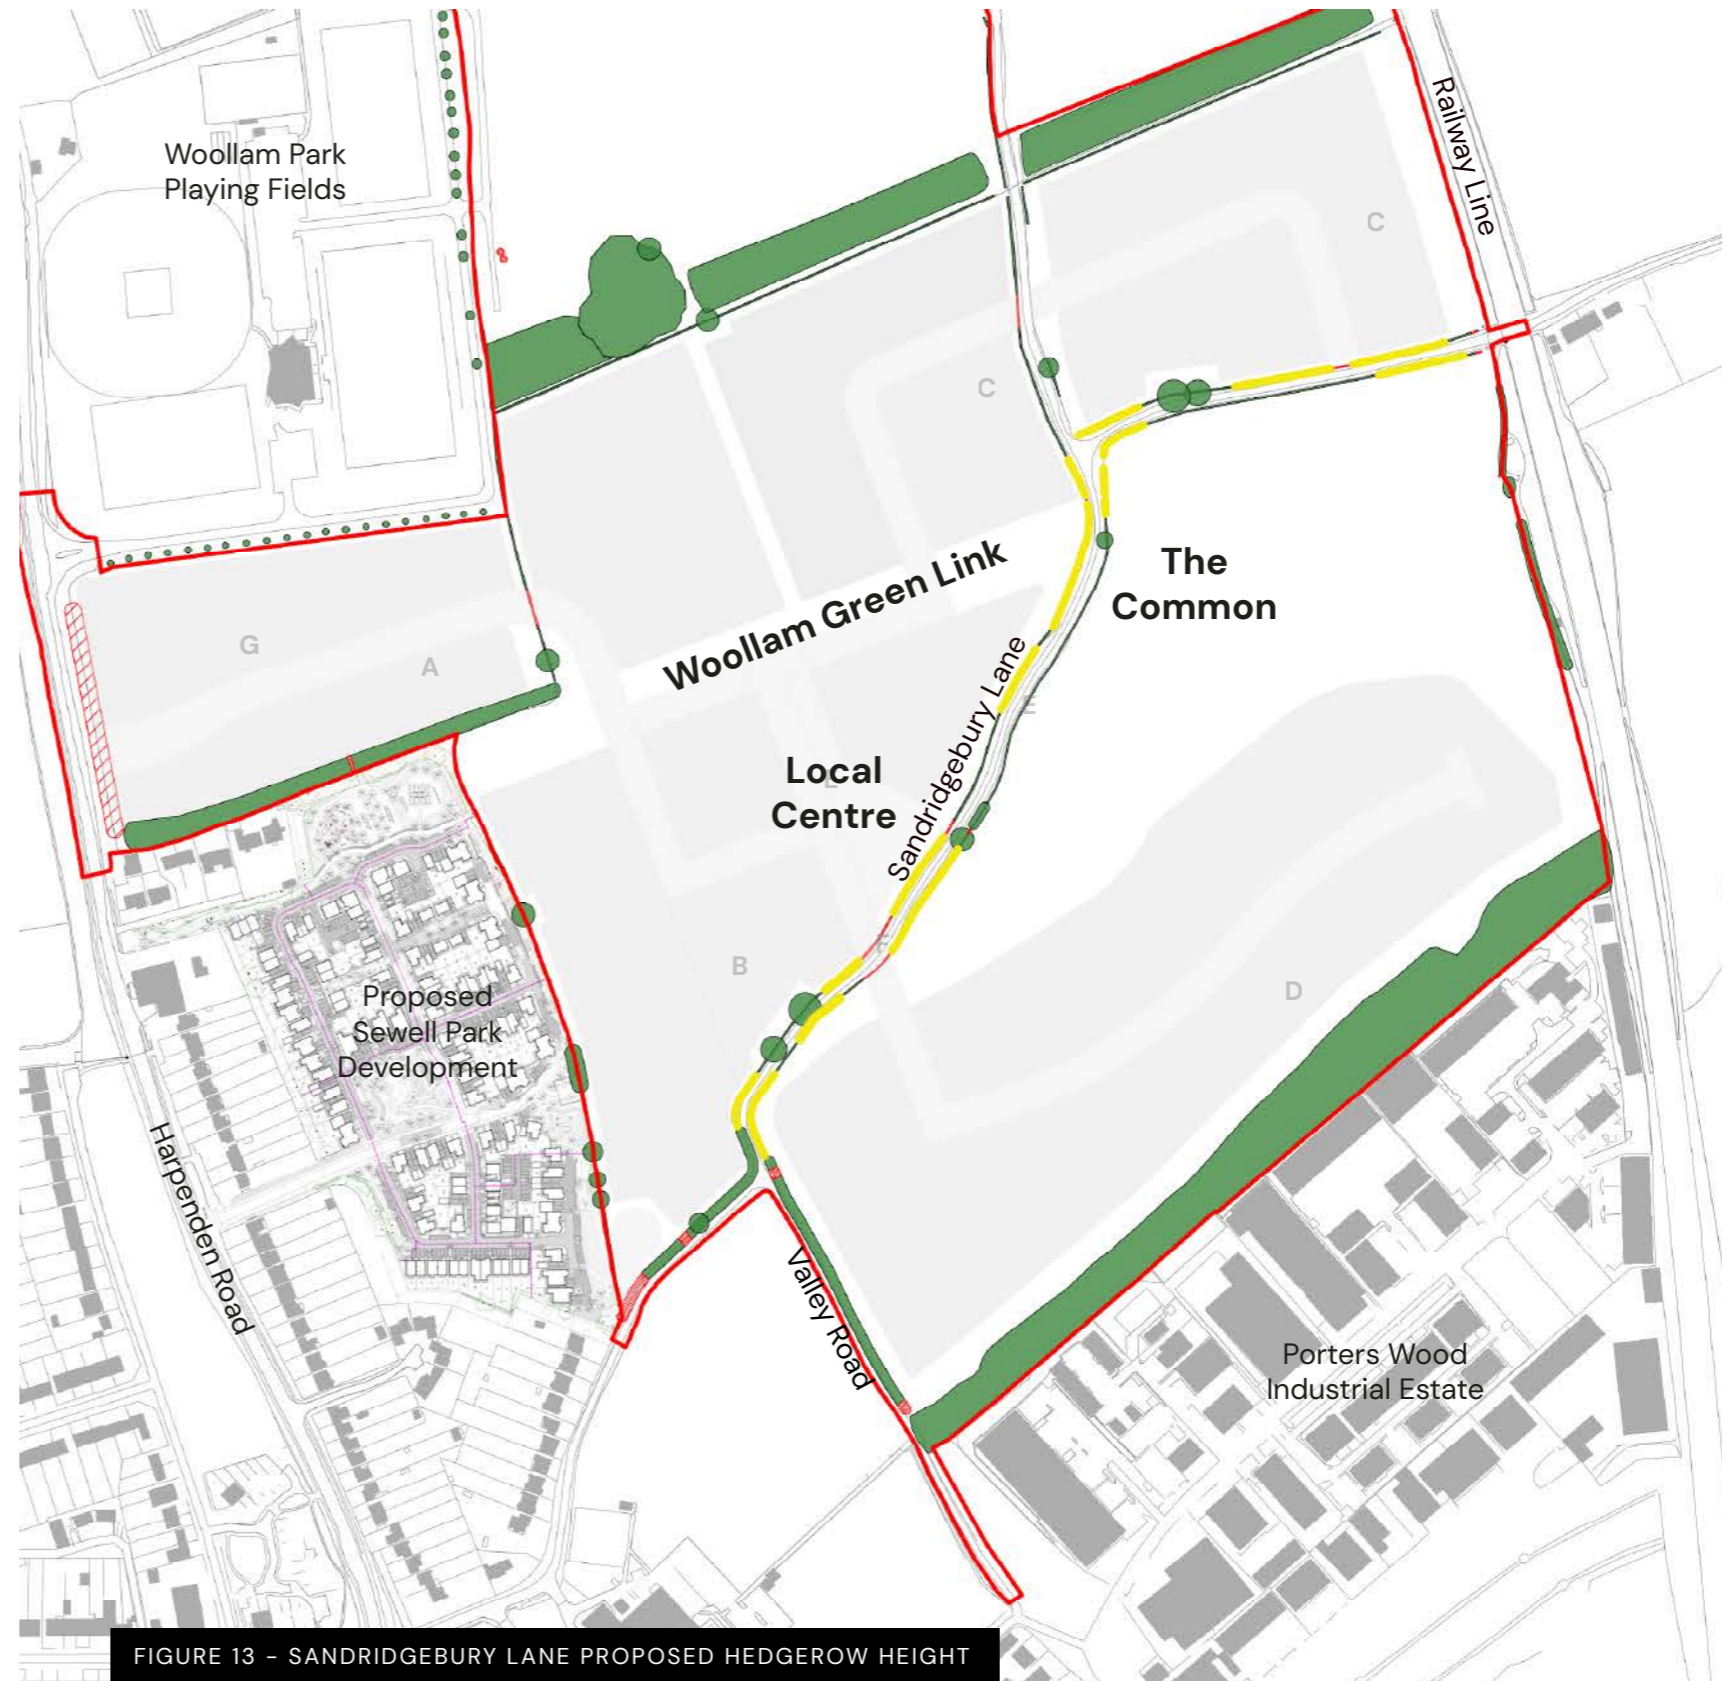 Woollam Park
Playing Fields
Railway Line
C
C
Woollam Green Link
The
Common
G
A
Sandridgebury Lane
E
Local
Centre
L
F
B
D
Proposed
Sewell Park
Development
Harpenden Road
Valley Road
Porters Wood
Industrial Estate
FIGURE 13 - SANDRIDGEBURY LANE PROPOSED HEDGEROW HEIGHT